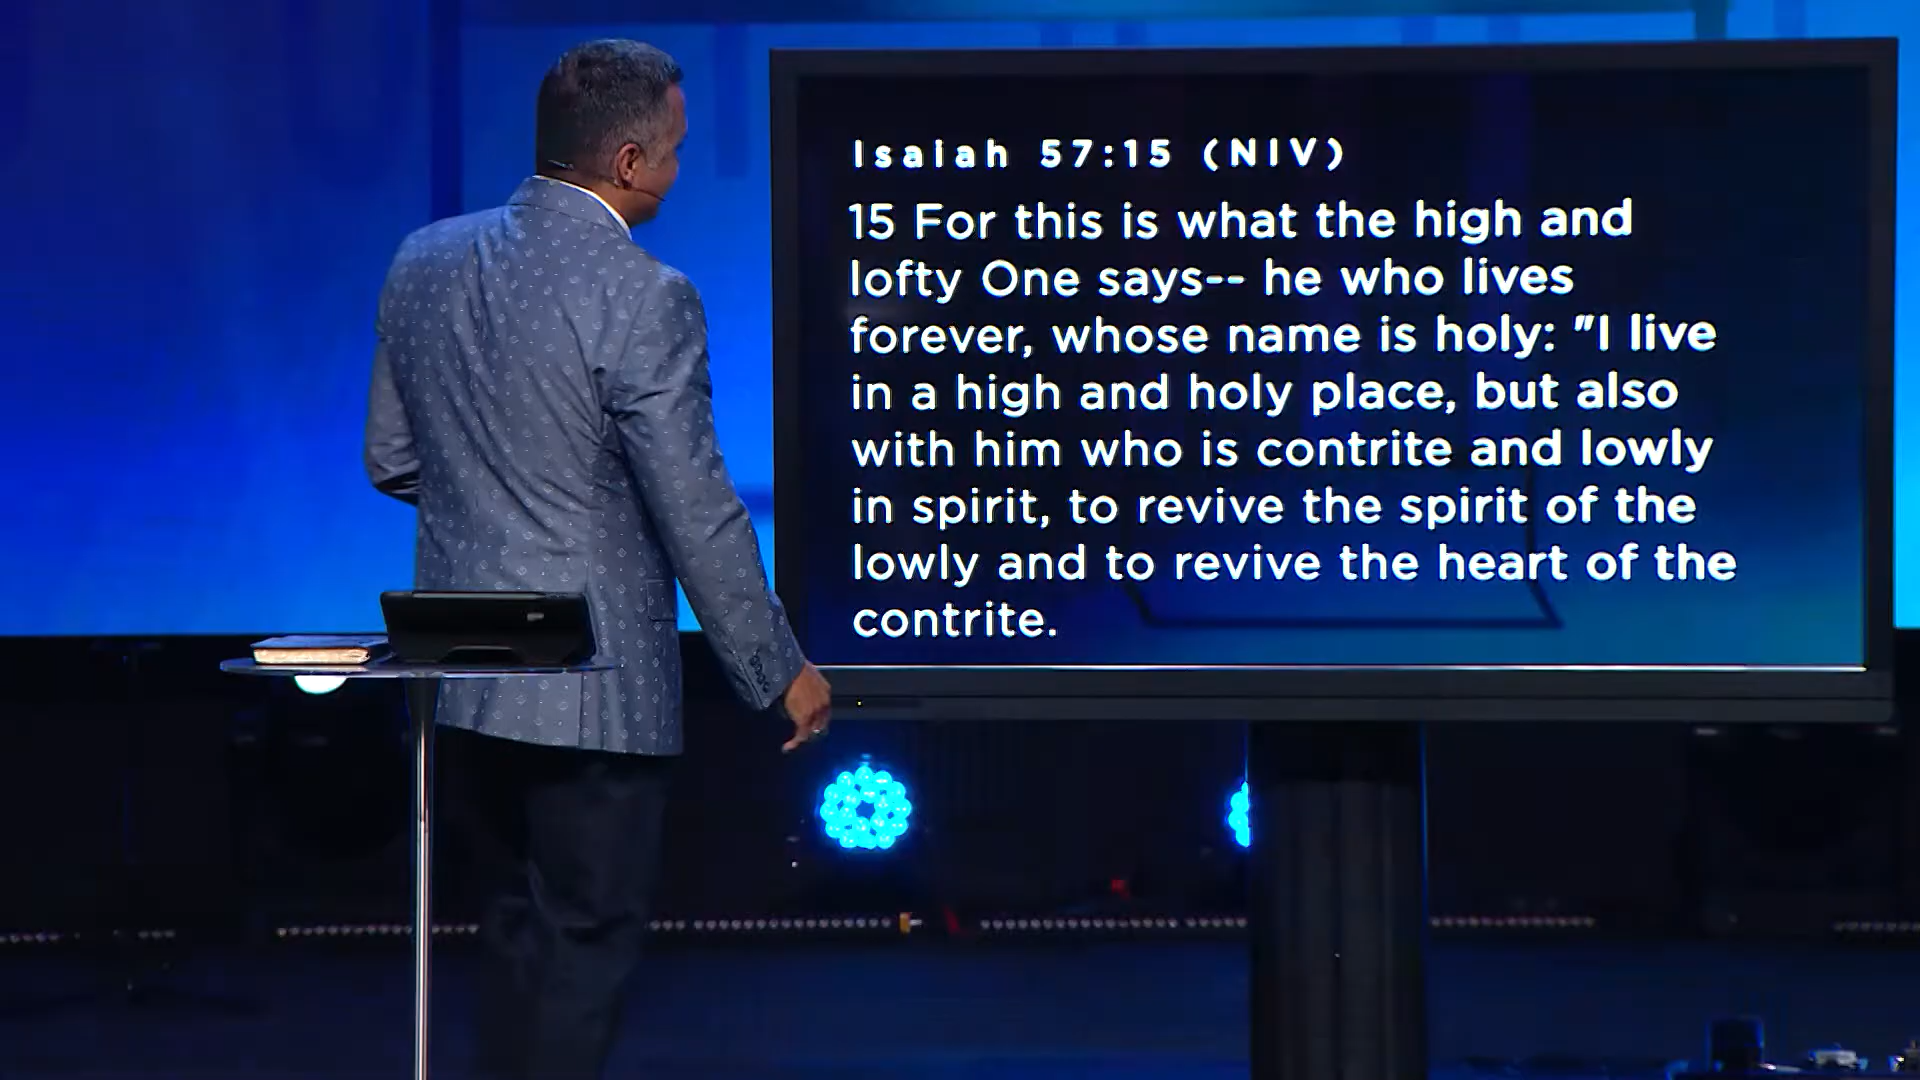 Isaiah 57:15 (NIV)
15 For this is what the high and
lofty One says-- he who lives
forever, whose name is holy: "I live
in a high and holy place, but also
with him who is contrite and lowly
in spirit, to revive the spirit of the
lowly and to revive the heart of the
contrite.